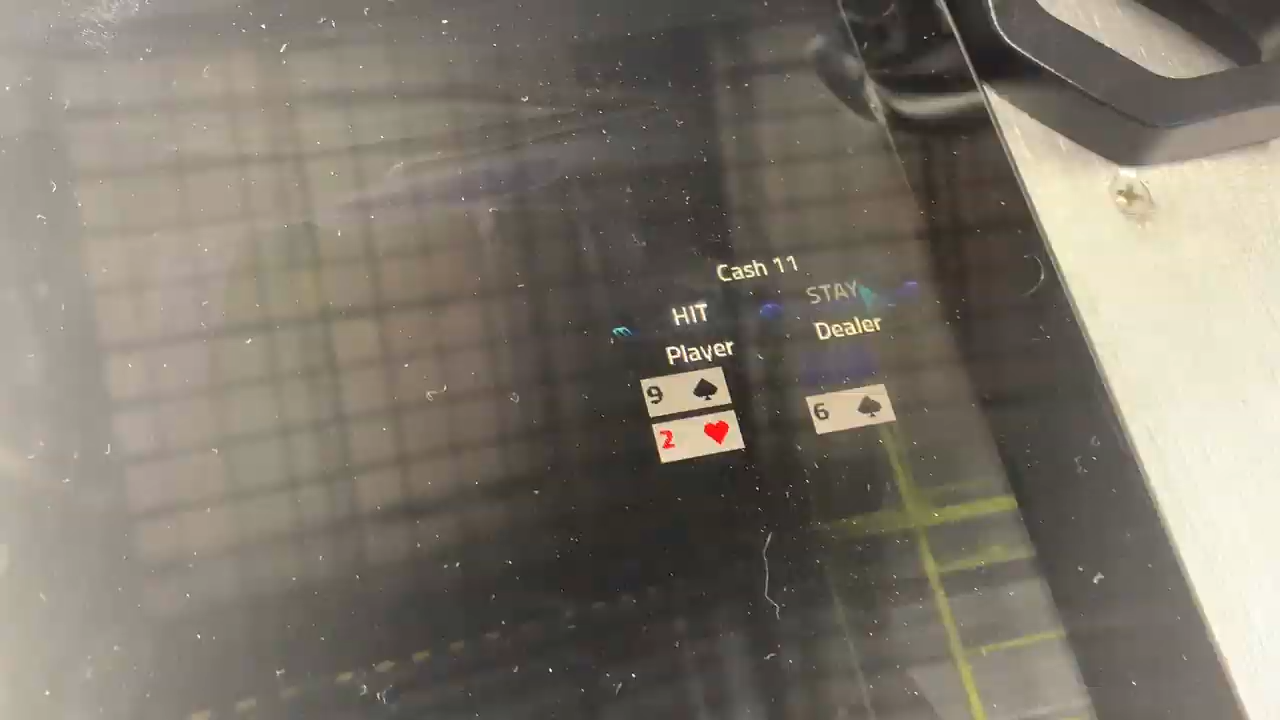 Cash 11
HIT
STAY
Player
Dealer
9 ♠
6 ♠
2 ♥